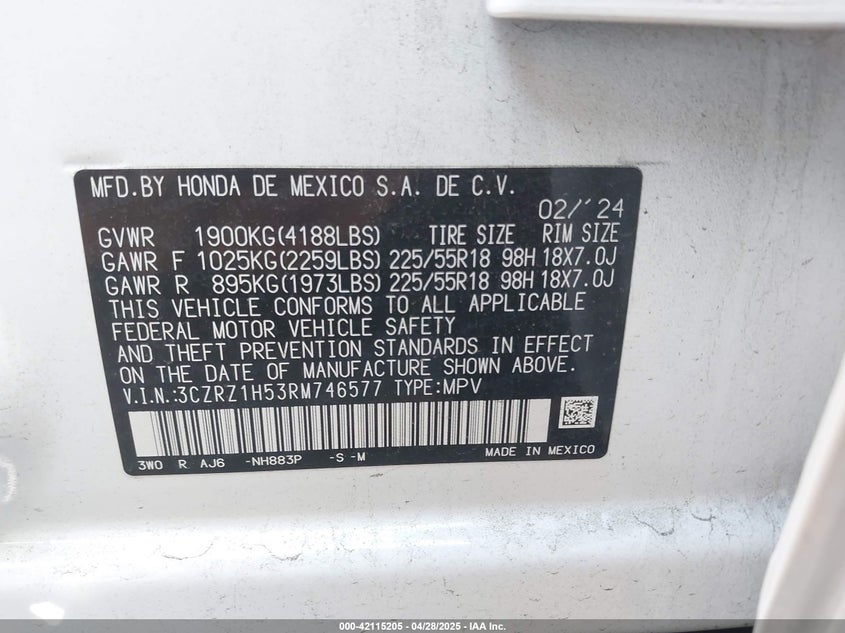 MFD.BY HONDA DE MEXICO S.A. DE C.V.
02/'24
GVWR 1900KG(4188LBS) TIRE SIZE RIM SIZE
GAWR F 1025KG(2259LBS) 225/55R18 98H 18X7.0J
GAWR R 895KG(1973LBS) 225/55R18 98H 18X7.0J
THIS VEHICLE CONFORMS TO ALL APPLICABLE
FEDERAL MOTOR VEHICLE SAFETY
AND THEFT PREVENTION STANDARDS IN EFFECT
ON THE DATE OF MANUFACTURE SHOWN ABOVE.
V.I.N.:3CZRZ1H53RM746577 TYPE:MPV
3WO R AJ6 -NH883P -S -M MADE IN MEXICO
000-42115205 - 04/28/2025 - IAA Inc.